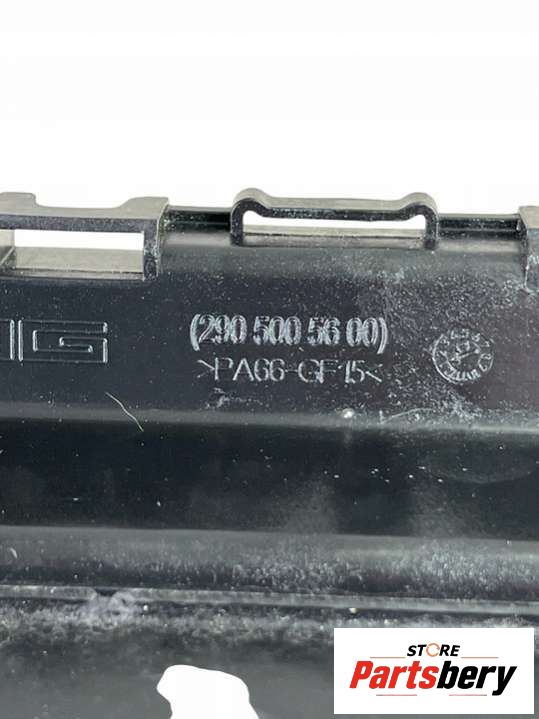 (290 500 56 00)
>PA66-GF15<
STORE
Partsbery